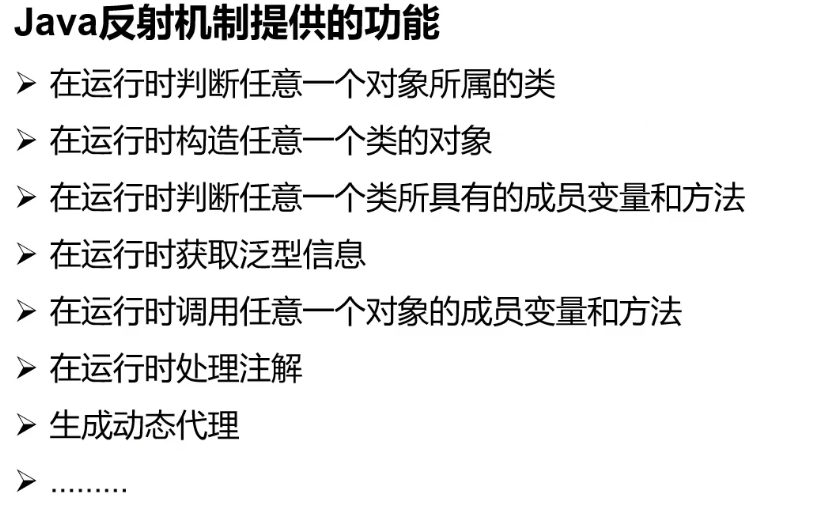 Java反射机制提供的功能
➢ 在运行时判断任意一个对象所属的类
➢ 在运行时构造任意一个类的对象
➢ 在运行时判断任意一个类所具有的成员变量和方法
➢ 在运行时获取泛型信息
➢ 在运行时调用任意一个对象的成员变量和方法
➢ 在运行时处理注解
➢ 生成动态代理
➢ .........